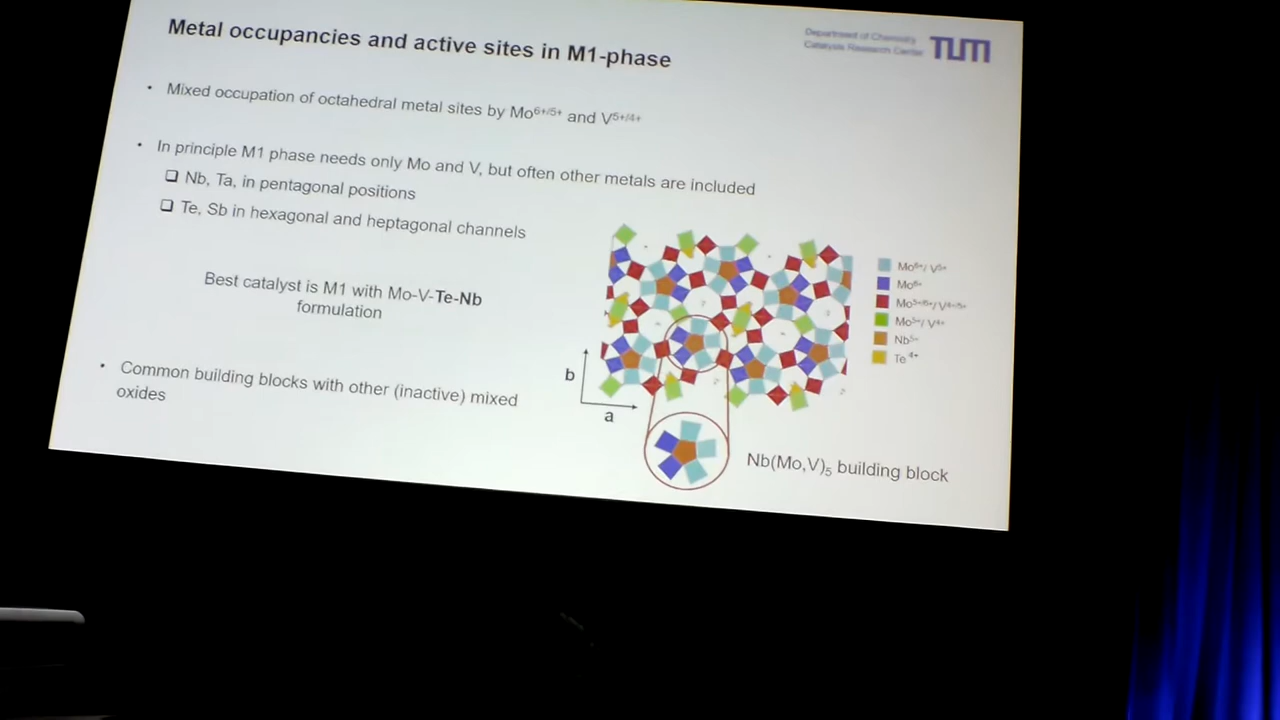 Metal occupancies and active sites in M1-phase
Department of Chemistry
Catalysis Research Center
TUM
• Mixed occupation of octahedral metal sites by Mo⁶⁺/⁵⁺ and V⁵⁺/⁴⁺
• In principle M1 phase needs only Mo and V, but often other metals are included
❑ Nb, Ta, in pentagonal positions
❑ Te, Sb in hexagonal and heptagonal channels
Best catalyst is M1 with Mo-V-Te-Nb
formulation
• Common building blocks with other (inactive) mixed
oxides
b
a
Mo⁶⁺/ V⁵⁺
Mo⁶⁺
Mo⁵⁺/⁶⁺/ V⁴⁺/⁵⁺
Mo⁵⁺/ V⁴⁺
Nb⁵⁺
Te ⁴⁺
Nb(Mo,V)₅ building block